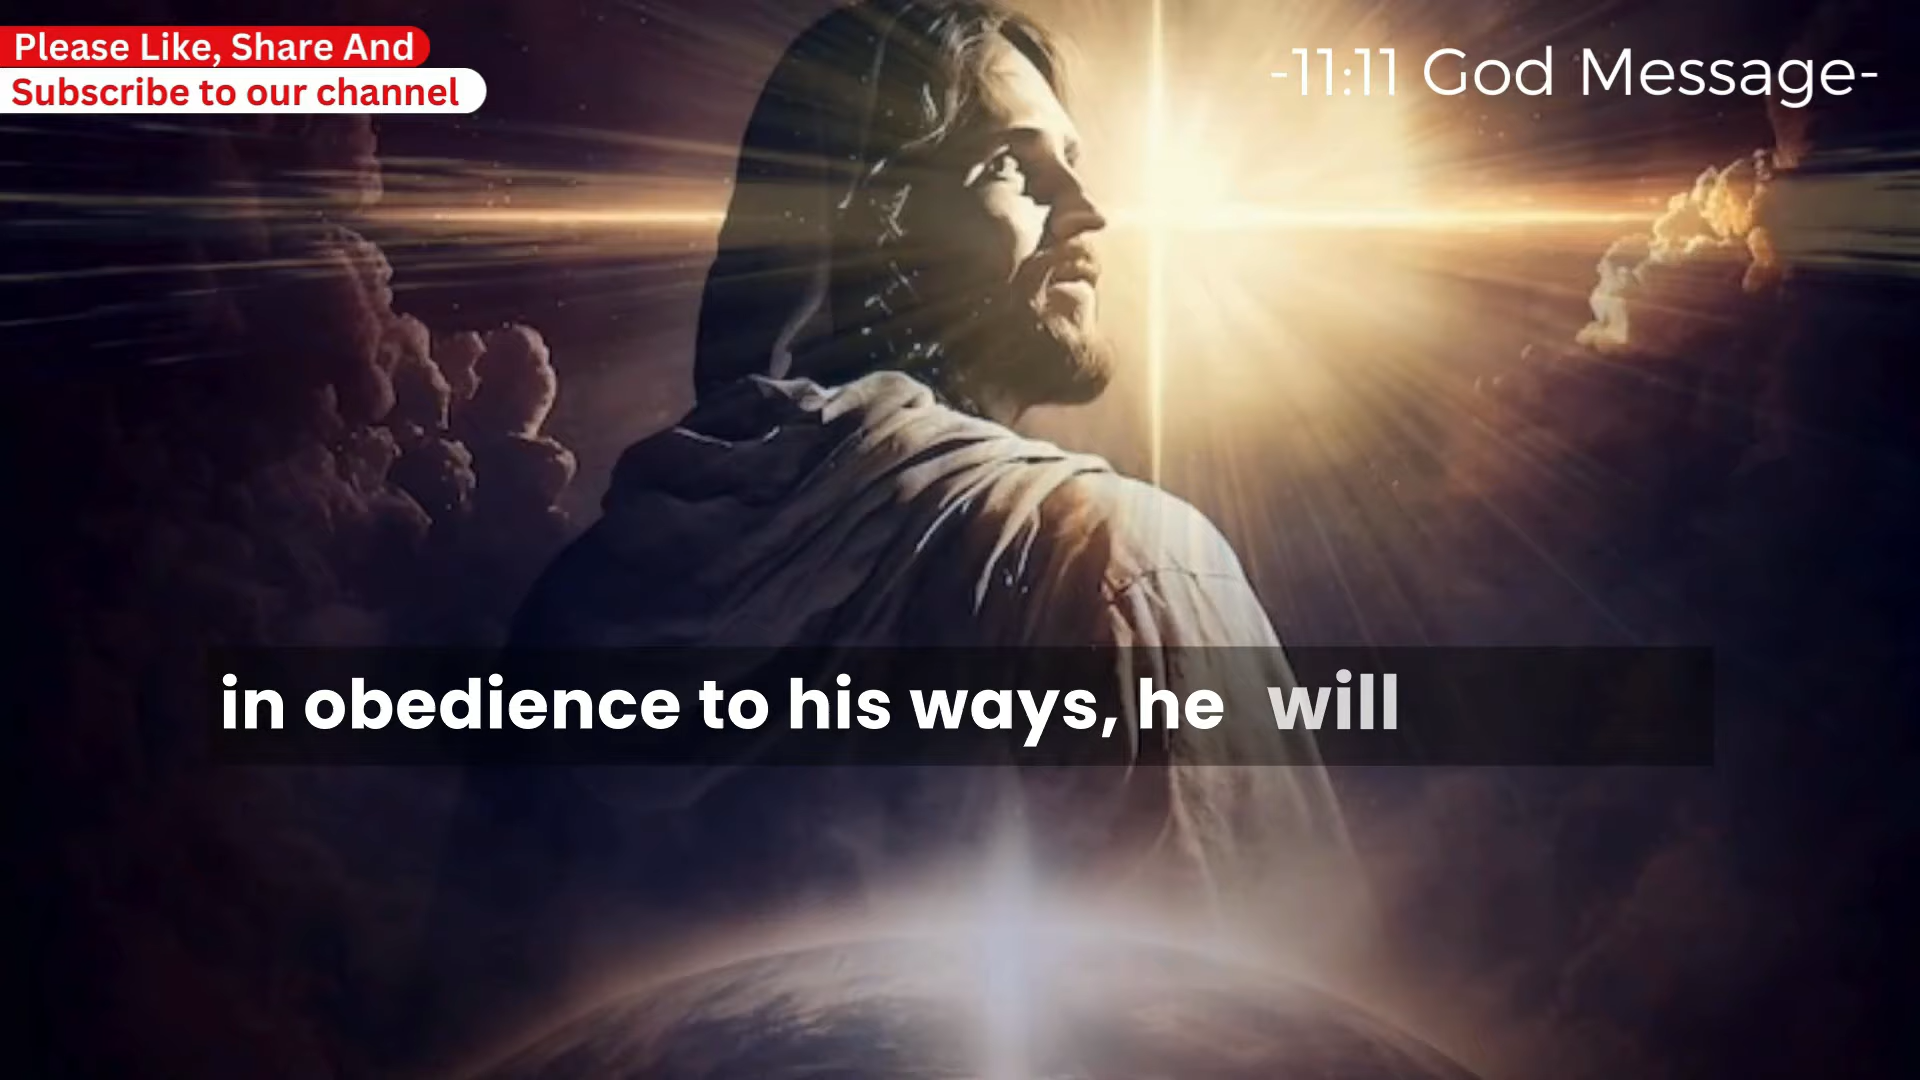 Please Like, Share And
Subscribe to our channel
-11:11 God Message-
in obedience to his ways, he will